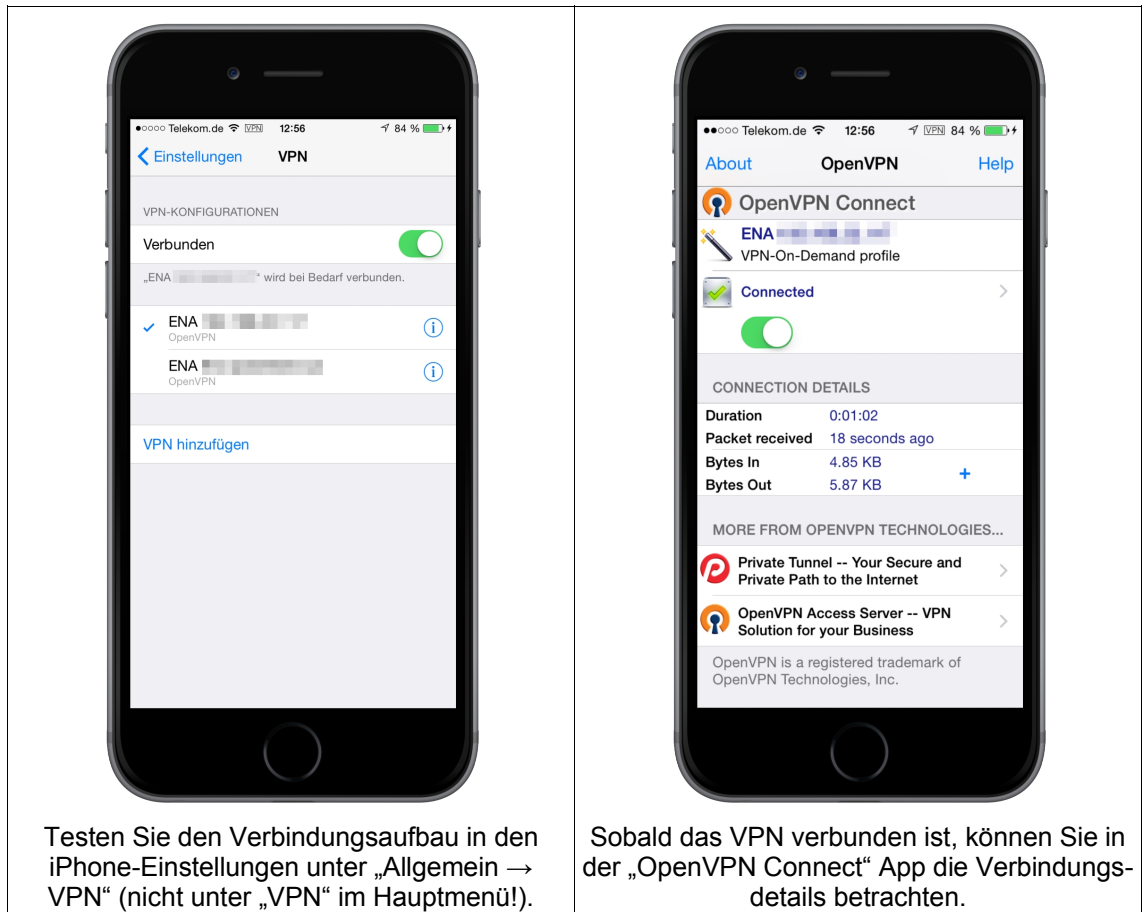 ●○○○○ Telekom.de VPN 12:56 84 %
Einstellungen VPN
VPN-KONFIGURATIONEN
Verbunden
„ENA “ wird bei Bedarf verbunden.
ENA
OpenVPN
ENA
OpenVPN
VPN hinzufügen
Testen Sie den Verbindungsaufbau in den
iPhone-Einstellungen unter „Allgemein →
VPN“ (nicht unter „VPN“ im Hauptmenü!).
●●○○○ Telekom.de 12:56 VPN 84 %
About OpenVPN Help
OpenVPN Connect
ENA
VPN-On-Demand profile
Connected
CONNECTION DETAILS
Duration 0:01:02
Packet received 18 seconds ago
Bytes In 4.85 KB
+
Bytes Out 5.87 KB
MORE FROM OPENVPN TECHNOLOGIES...
Private Tunnel -- Your Secure and
Private Path to the Internet
OpenVPN Access Server -- VPN
Solution for your Business
OpenVPN is a registered trademark of
OpenVPN Technologies, Inc.
Sobald das VPN verbunden ist, können Sie in
der „OpenVPN Connect“ App die Verbindungs-
details betrachten.